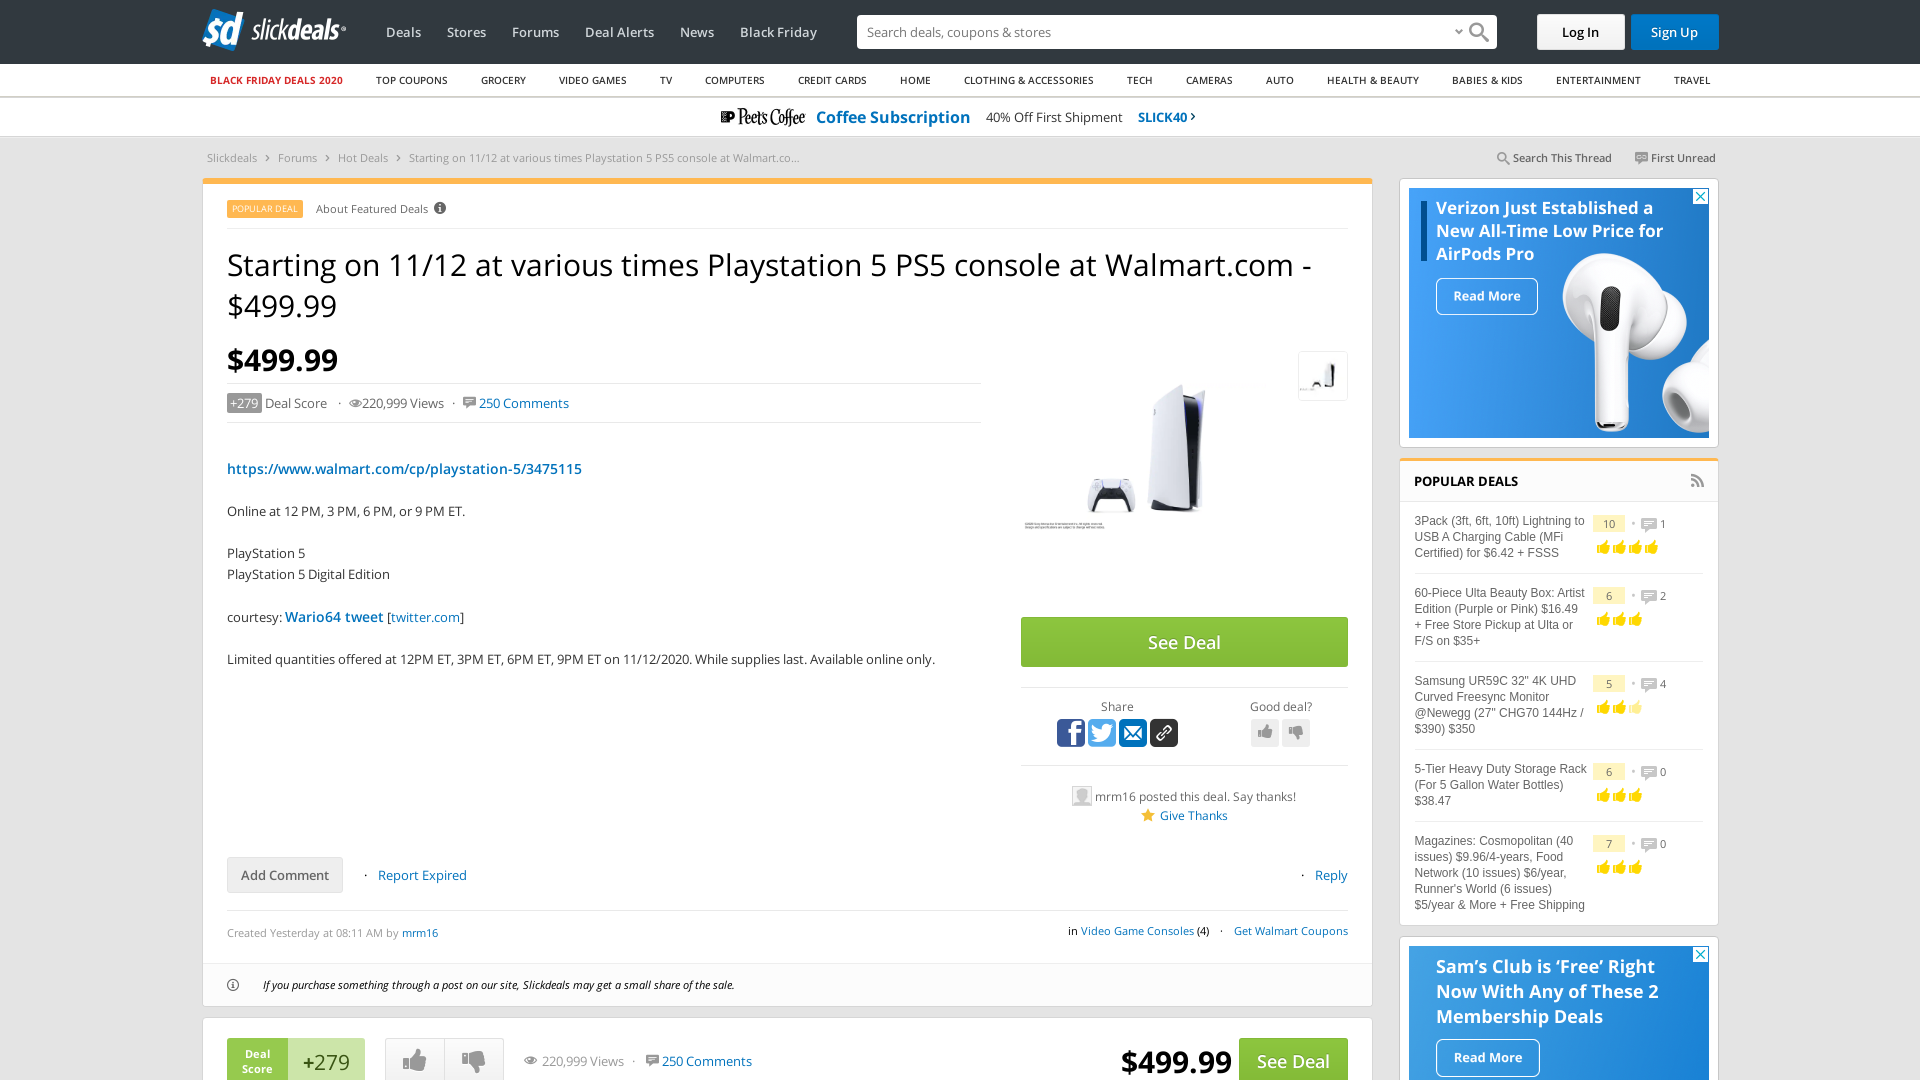 slickdeals
Deals
Stores
Forums
Deal Alerts
News
Black Friday
Search deals, coupons & stores
Log In
Sign Up
BLACK FRIDAY DEALS 2020
TOP COUPONS
GROCERY
VIDEO GAMES
TV
COMPUTERS
CREDIT CARDS
HOME
CLOTHING & ACCESSORIES
TECH
CAMERAS
AUTO
HEALTH & BEAUTY
BABIES & KIDS
ENTERTAINMENT
TRAVEL
Peet's Coffee Coffee Subscription 40% Off First Shipment SLICK40
Slickdeals > Forums > Hot Deals > Starting on 11/12 at various times Playstation 5 PS5 console at Walmart.co...
Search This Thread
First Unread
POPULAR DEAL
About Featured Deals
Starting on 11/12 at various times Playstation 5 PS5 console at Walmart.com -
$499.99
$499.99
+279 Deal Score · 220,999 Views · 250 Comments
https://www.walmart.com/cp/playstation-5/3475115
Online at 12 PM, 3 PM, 6 PM, or 9 PM ET.
PlayStation 5
PlayStation 5 Digital Edition
courtesy: Wario64 tweet [twitter.com]
Limited quantities offered at 12PM ET, 3PM ET, 6PM ET, 9PM ET on 11/12/2020. While supplies last. Available online only.
See Deal
Share
Good deal?
mrm16 posted this deal. Say thanks!
Give Thanks
Add Comment
· Report Expired
· Reply
Created Yesterday at 08:11 AM by mrm16
in Video Game Consoles (4) · Get Walmart Coupons
If you purchase something through a post on our site, Slickdeals may get a small share of the sale.
Deal
Score
+279
220,999 Views · 250 Comments
$499.99
See Deal
Verizon Just Established a
New All-Time Low Price for
AirPods Pro
Read More
POPULAR DEALS
3Pack (3ft, 6ft, 10ft) Lightning to
USB A Charging Cable (MFi
Certified) for $6.42 + FSSS
10 • 1
60-Piece Ulta Beauty Box: Artist
Edition (Purple or Pink) $16.49
+ Free Store Pickup at Ulta or
F/S on $35+
6 • 2
Samsung UR59C 32" 4K UHD
Curved Freesync Monitor
@Newegg (27" CHG70 144Hz /
$390) $350
5 • 4
5-Tier Heavy Duty Storage Rack
(For 5 Gallon Water Bottles)
$38.47
6 • 0
Magazines: Cosmopolitan (40
issues) $9.96/4-years, Food
Network (10 issues) $6/year,
Runner's World (6 issues)
$5/year & More + Free Shipping
7 • 0
Sam's Club is ‘Free’ Right
Now With Any of These 2
Membership Deals
Read More